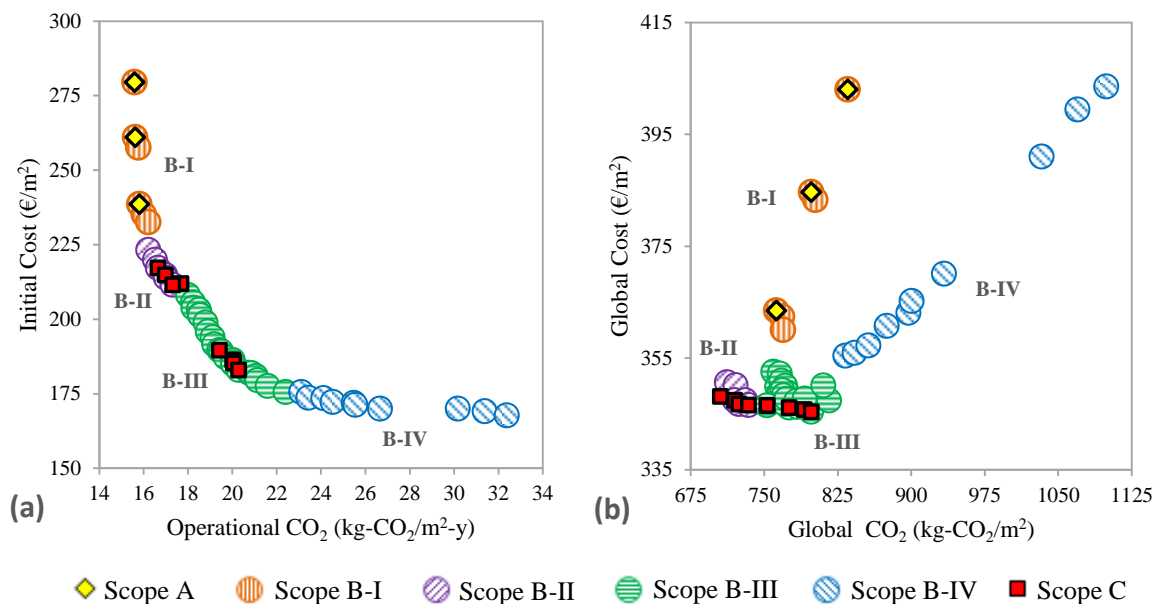 300
275
250
225
200
175
150
Initial Cost (€/m²)
B-I
B-II
B-III
B-IV
14 16 18 20 22 24 26 28 30 32 34
(a)
Operational CO₂ (kg-CO₂/m²-y)
415
395
375
355
335
Global Cost (€/m²)
B-I
B-II
B-III
B-IV
675 750 825 900 975 1050 1125
(b)
Global CO₂ (kg-CO₂/m²)
Scope A Scope B-I Scope B-II Scope B-III Scope B-IV Scope C